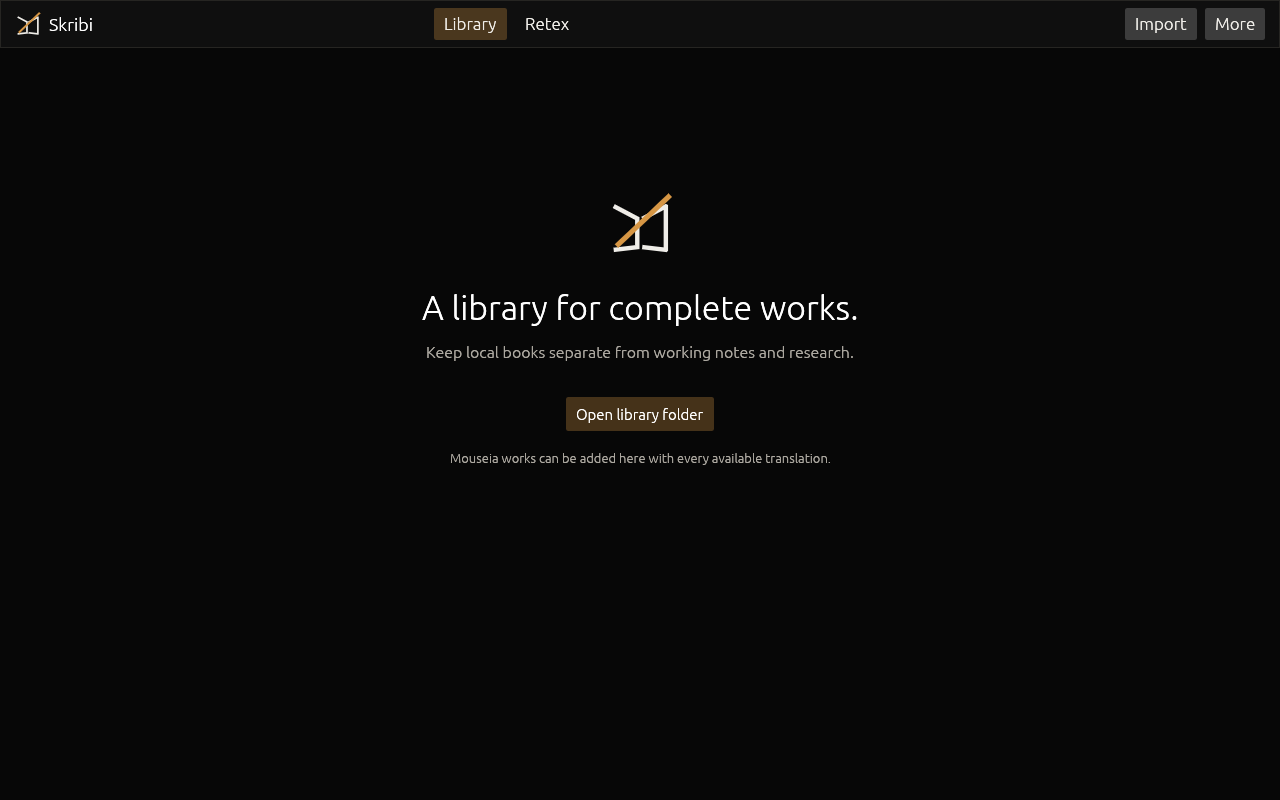 Skribi
Library
Retex
Import
More
A library for complete works.
Keep local books separate from working notes and research.
Open library folder
Mouseia works can be added here with every available translation.